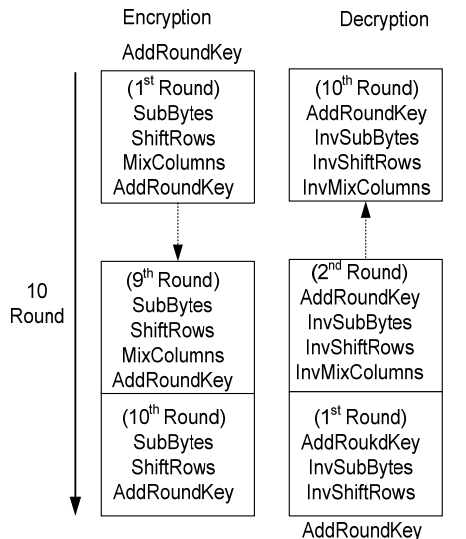 Encryption
AddRoundKey
(1st Round)
SubBytes
ShiftRows
MixColumns
AddRoundKey
(9th Round)
SubBytes
ShiftRows
MixColumns
AddRoundKey
(10th Round)
SubBytes
ShiftRows
AddRoundKey
10
Round
Decryption
(10th Round)
AddRoundKey
InvSubBytes
InvShiftRows
InvMixColumns
(2nd Round)
AddRoundKey
InvSubBytes
InvShiftRows
InvMixColumns
(1st Round)
AddRoukdKey
InvSubBytes
InvShiftRows
AddRoundKey